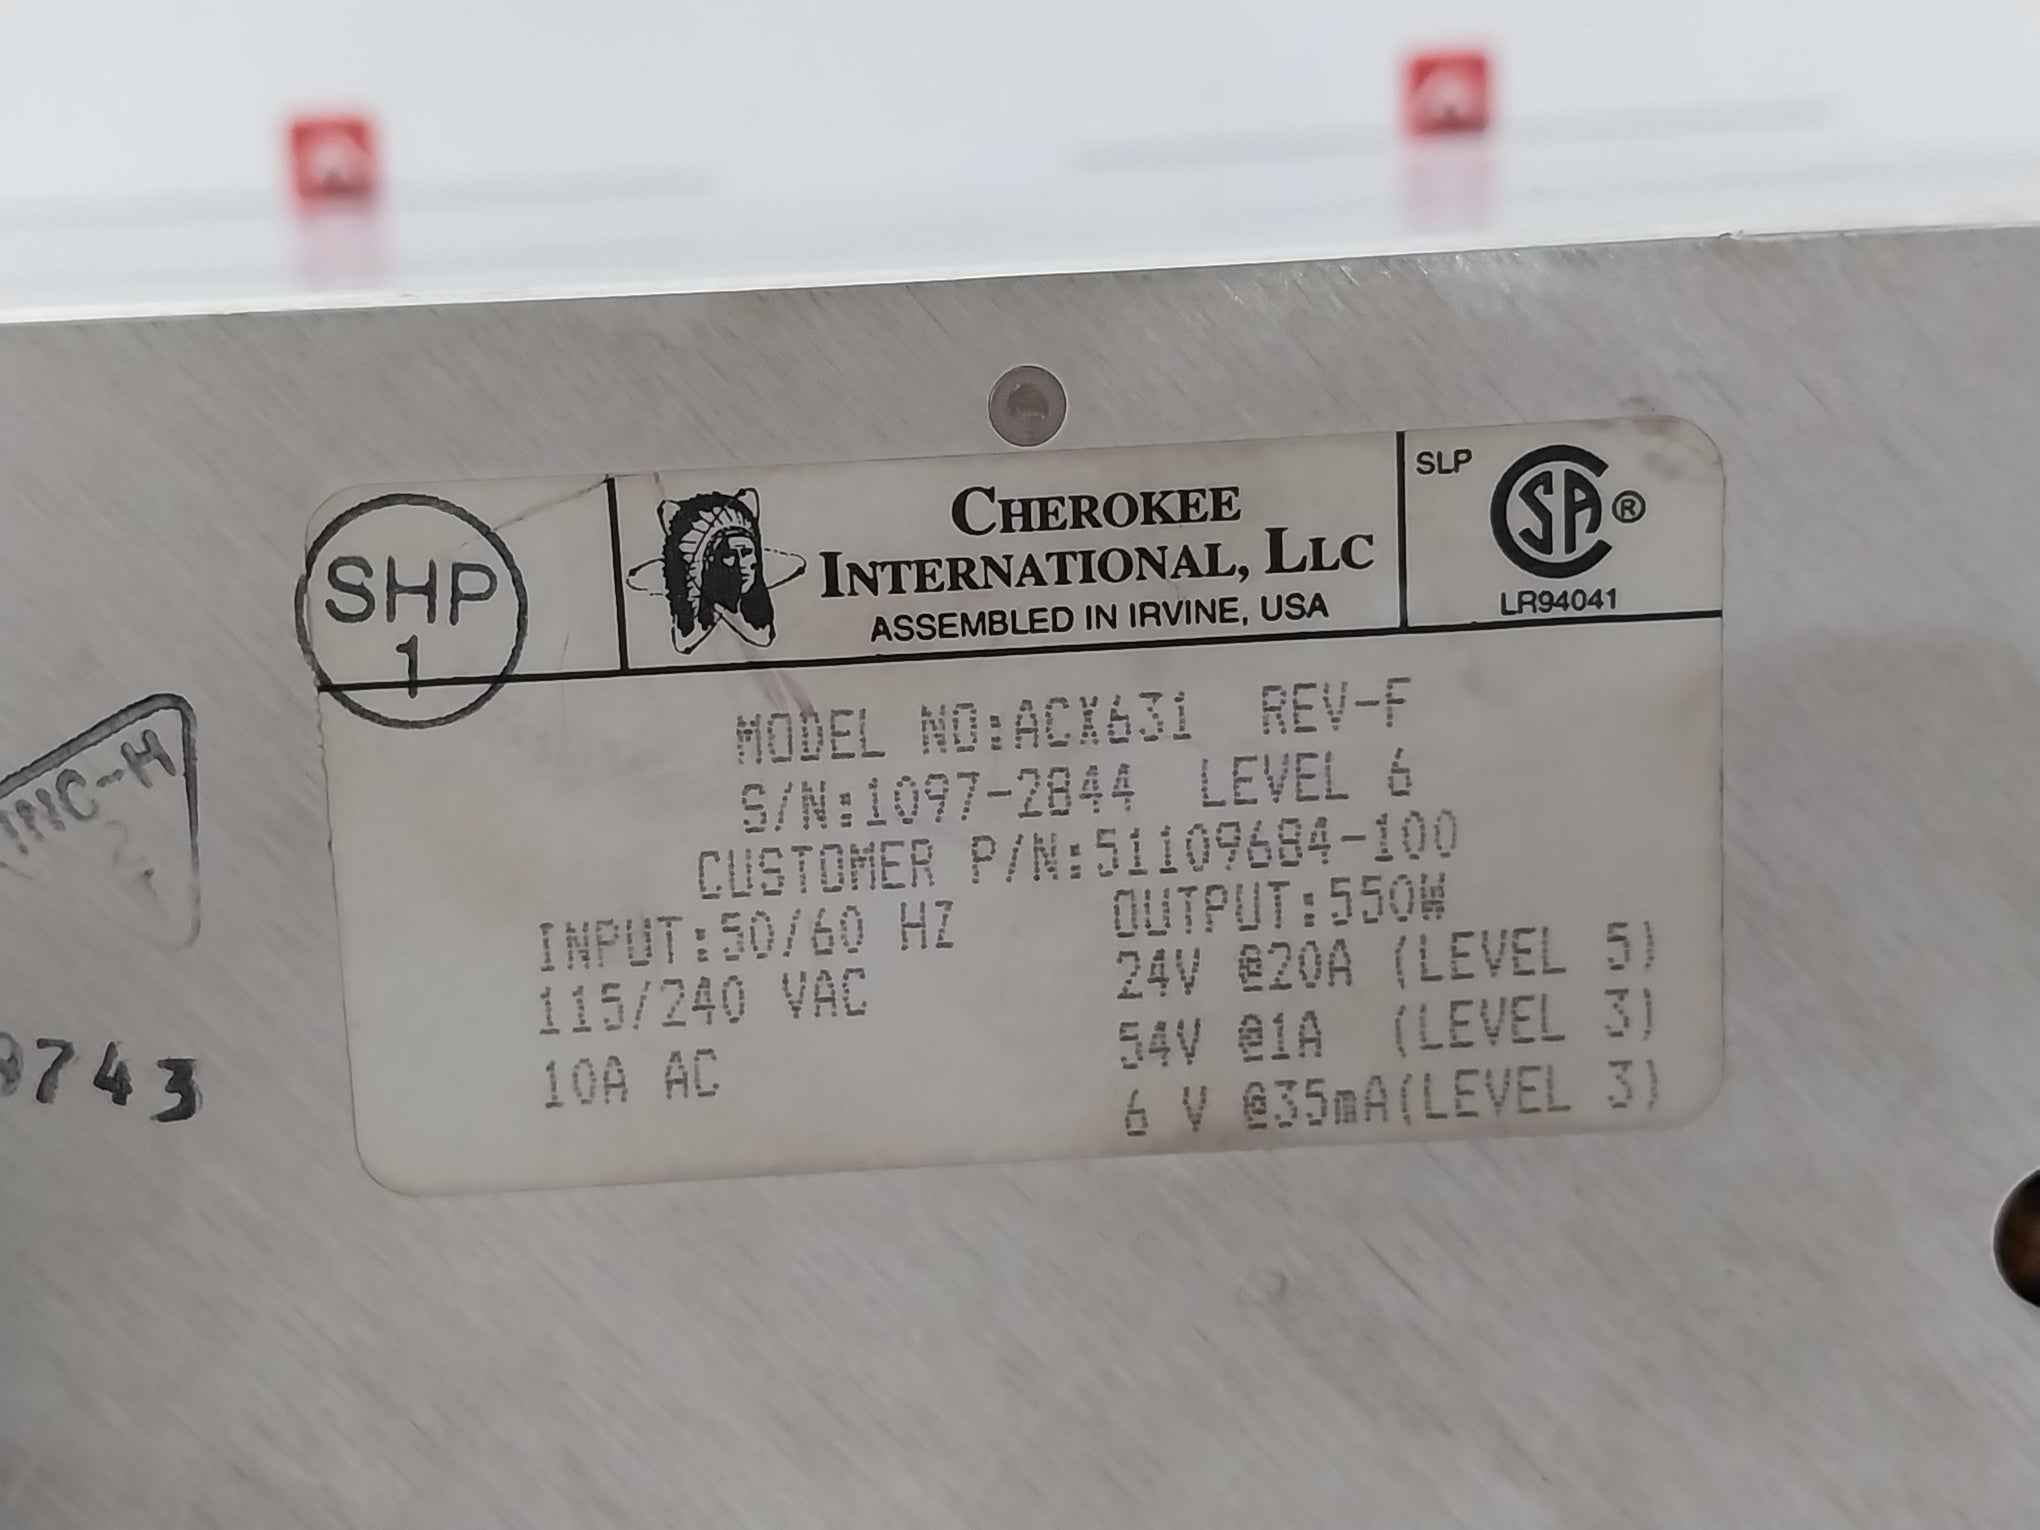 SHP
1
CHEROKEE
INTERNATIONAL, LLC
ASSEMBLED IN IRVINE, USA
SLP
SA ®
LR94041
MODEL NO:ACX631 REV-F
S/N:1097-2844 LEVEL 6
CUSTOMER P/N:51109684-100
INPUT:50/60 HZ
115/240 VAC
10A AC
OUTPUT:550W
24V @20A (LEVEL 5)
54V @1A (LEVEL 3)
6 V @35mA(LEVEL 3)
743